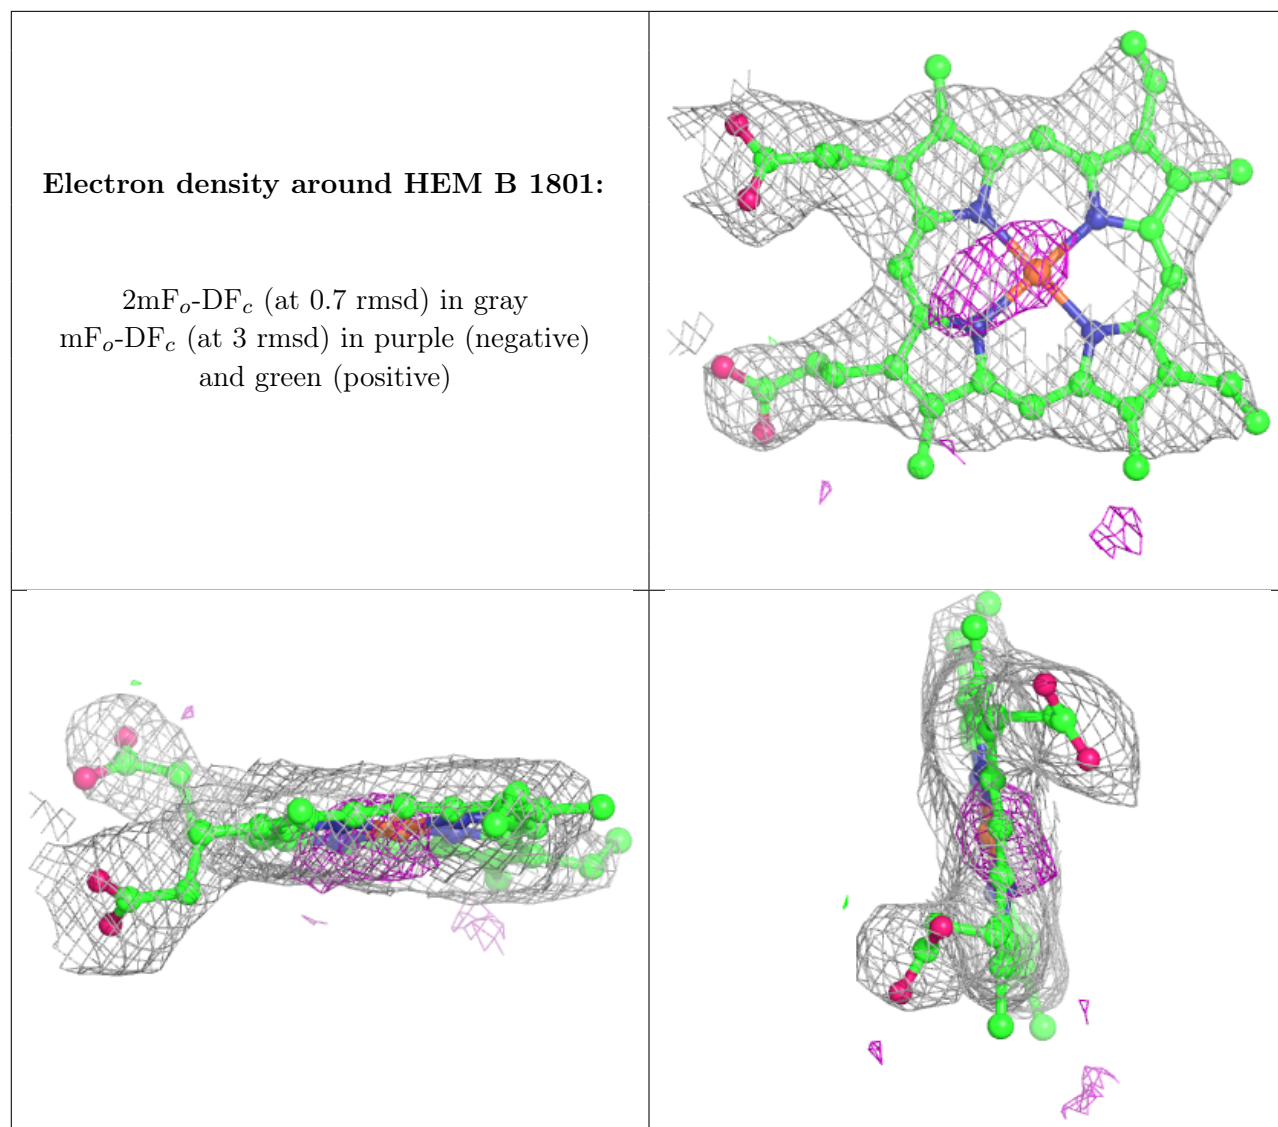 Electron density around HEM B 1801:
2mFₒ-DF𝒸 (at 0.7 rmsd) in gray
mFₒ-DF𝒸 (at 3 rmsd) in purple (negative)
and green (positive)